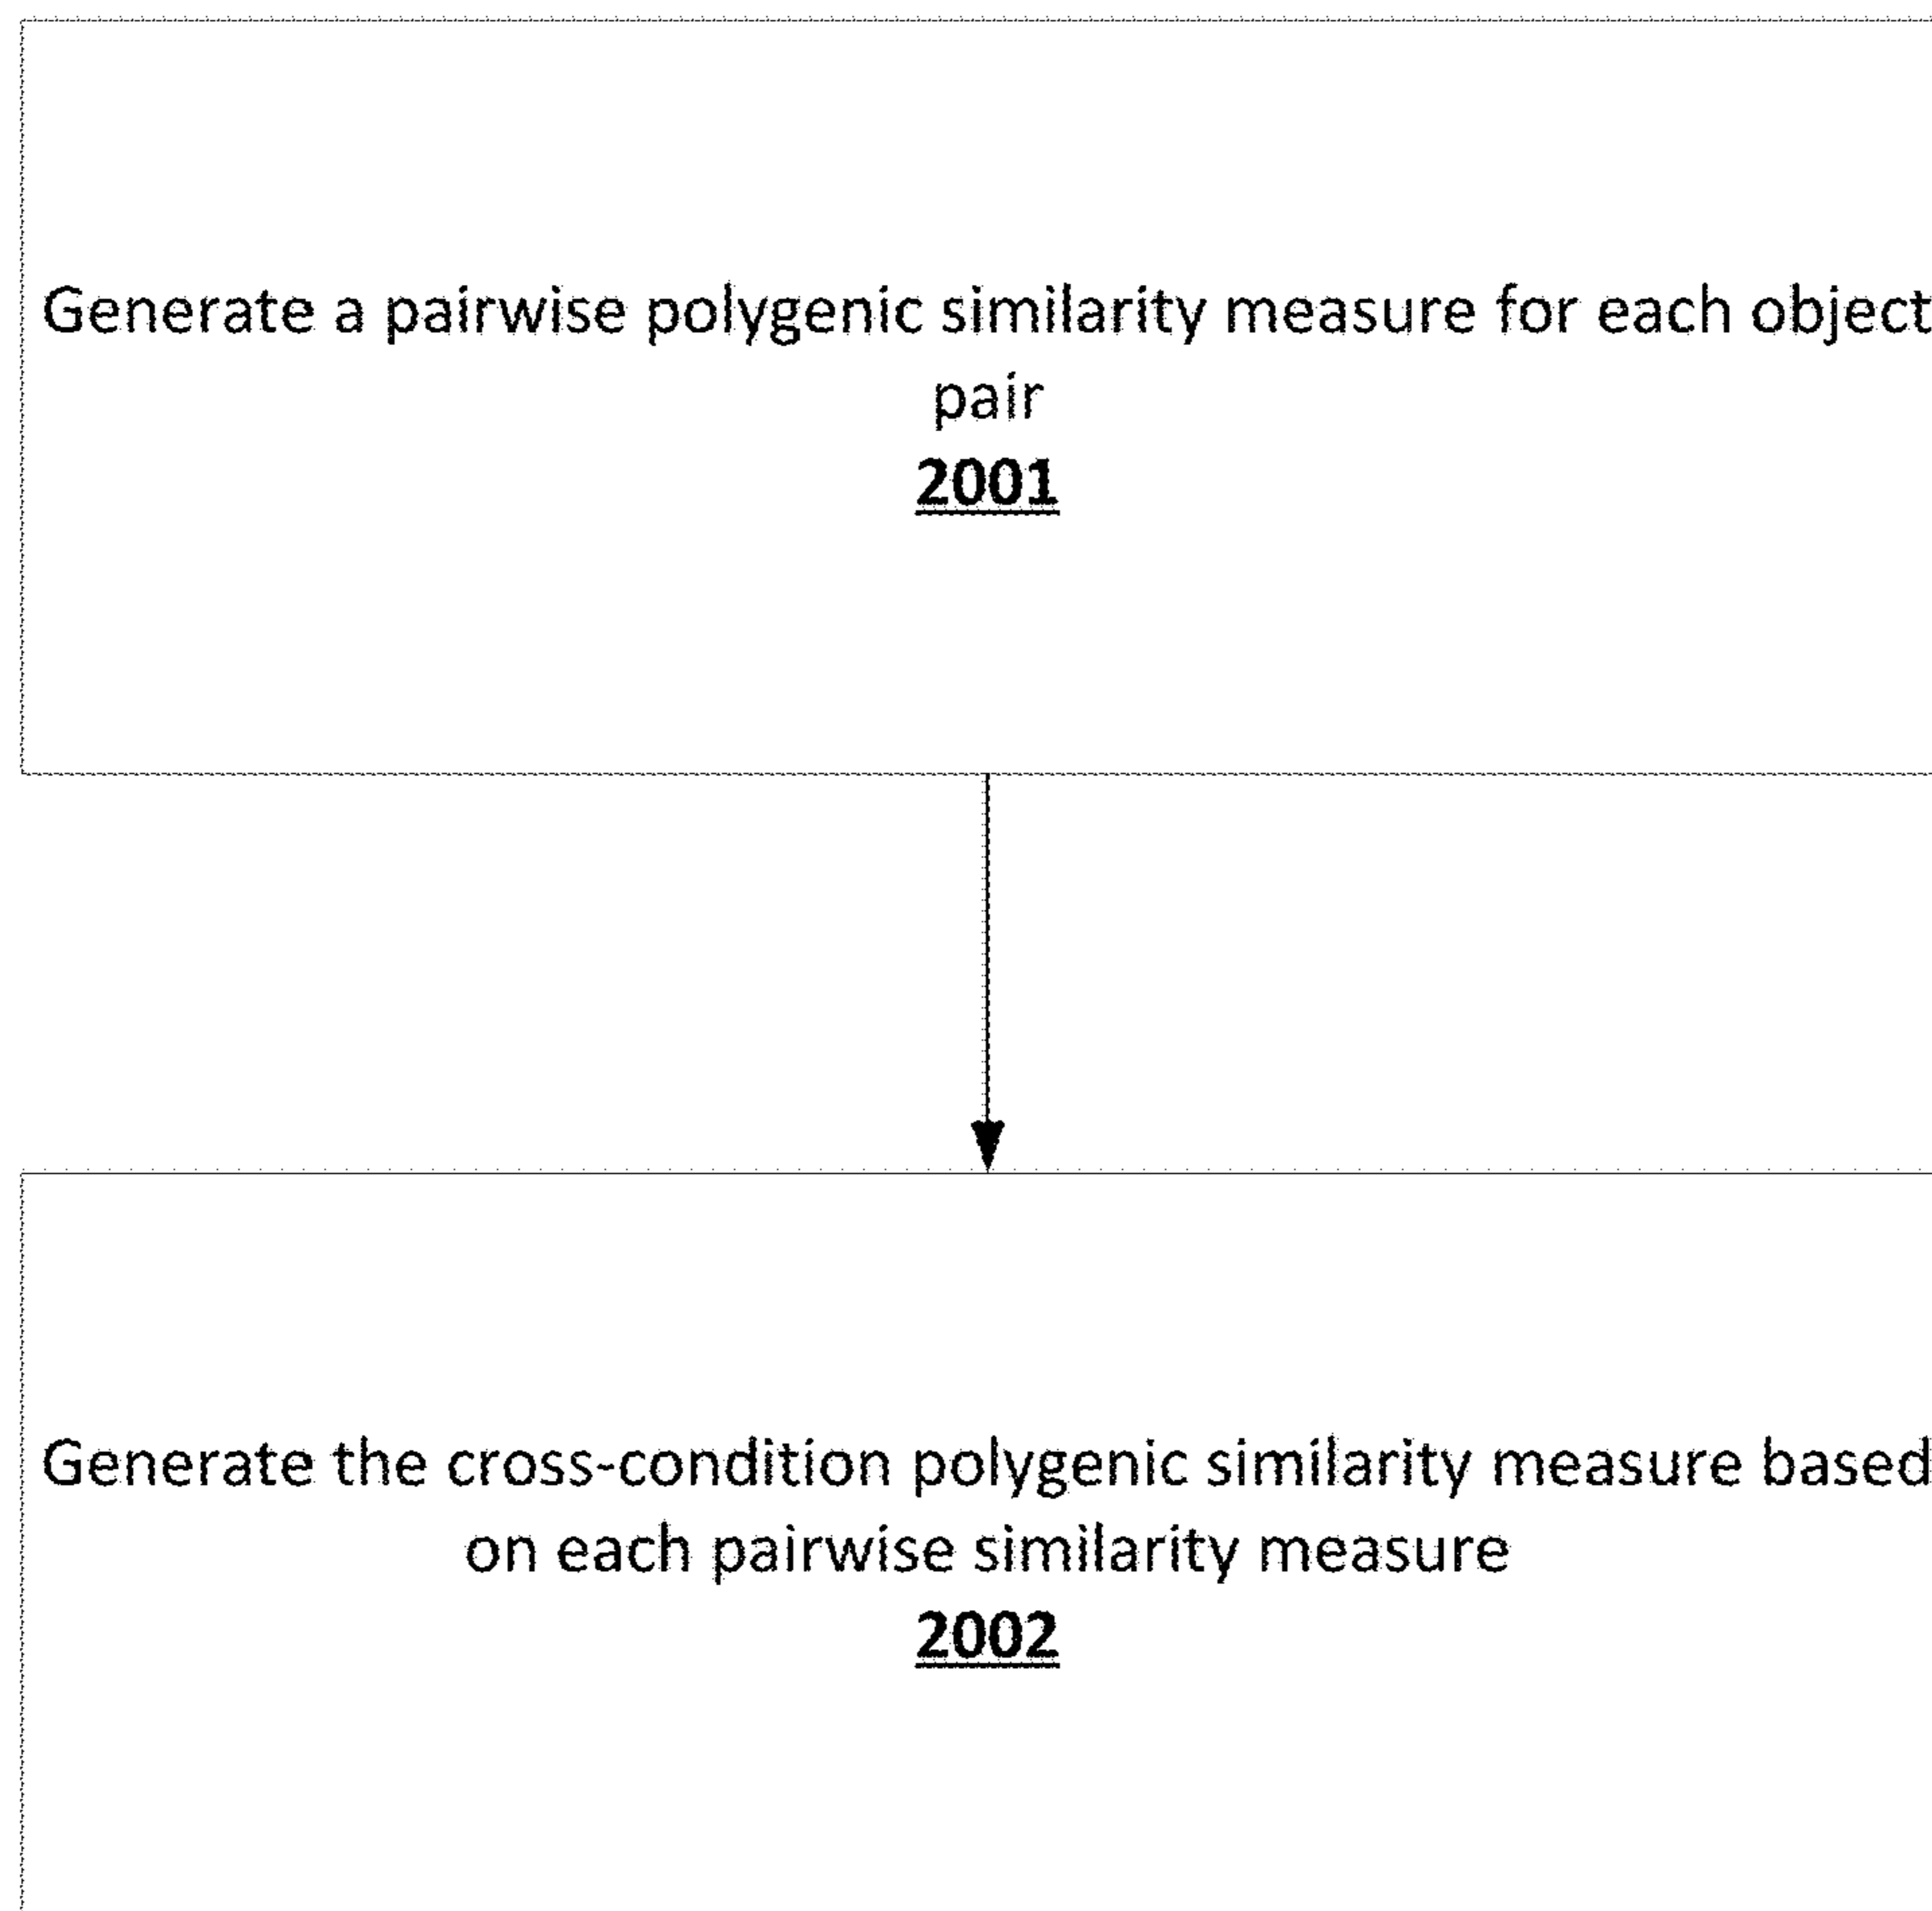 Generate a pairwise polygenic similarity measure for each object
pair
2001
Generate the cross-condition polygenic similarity measure based
on each pairwise similarity measure
2002